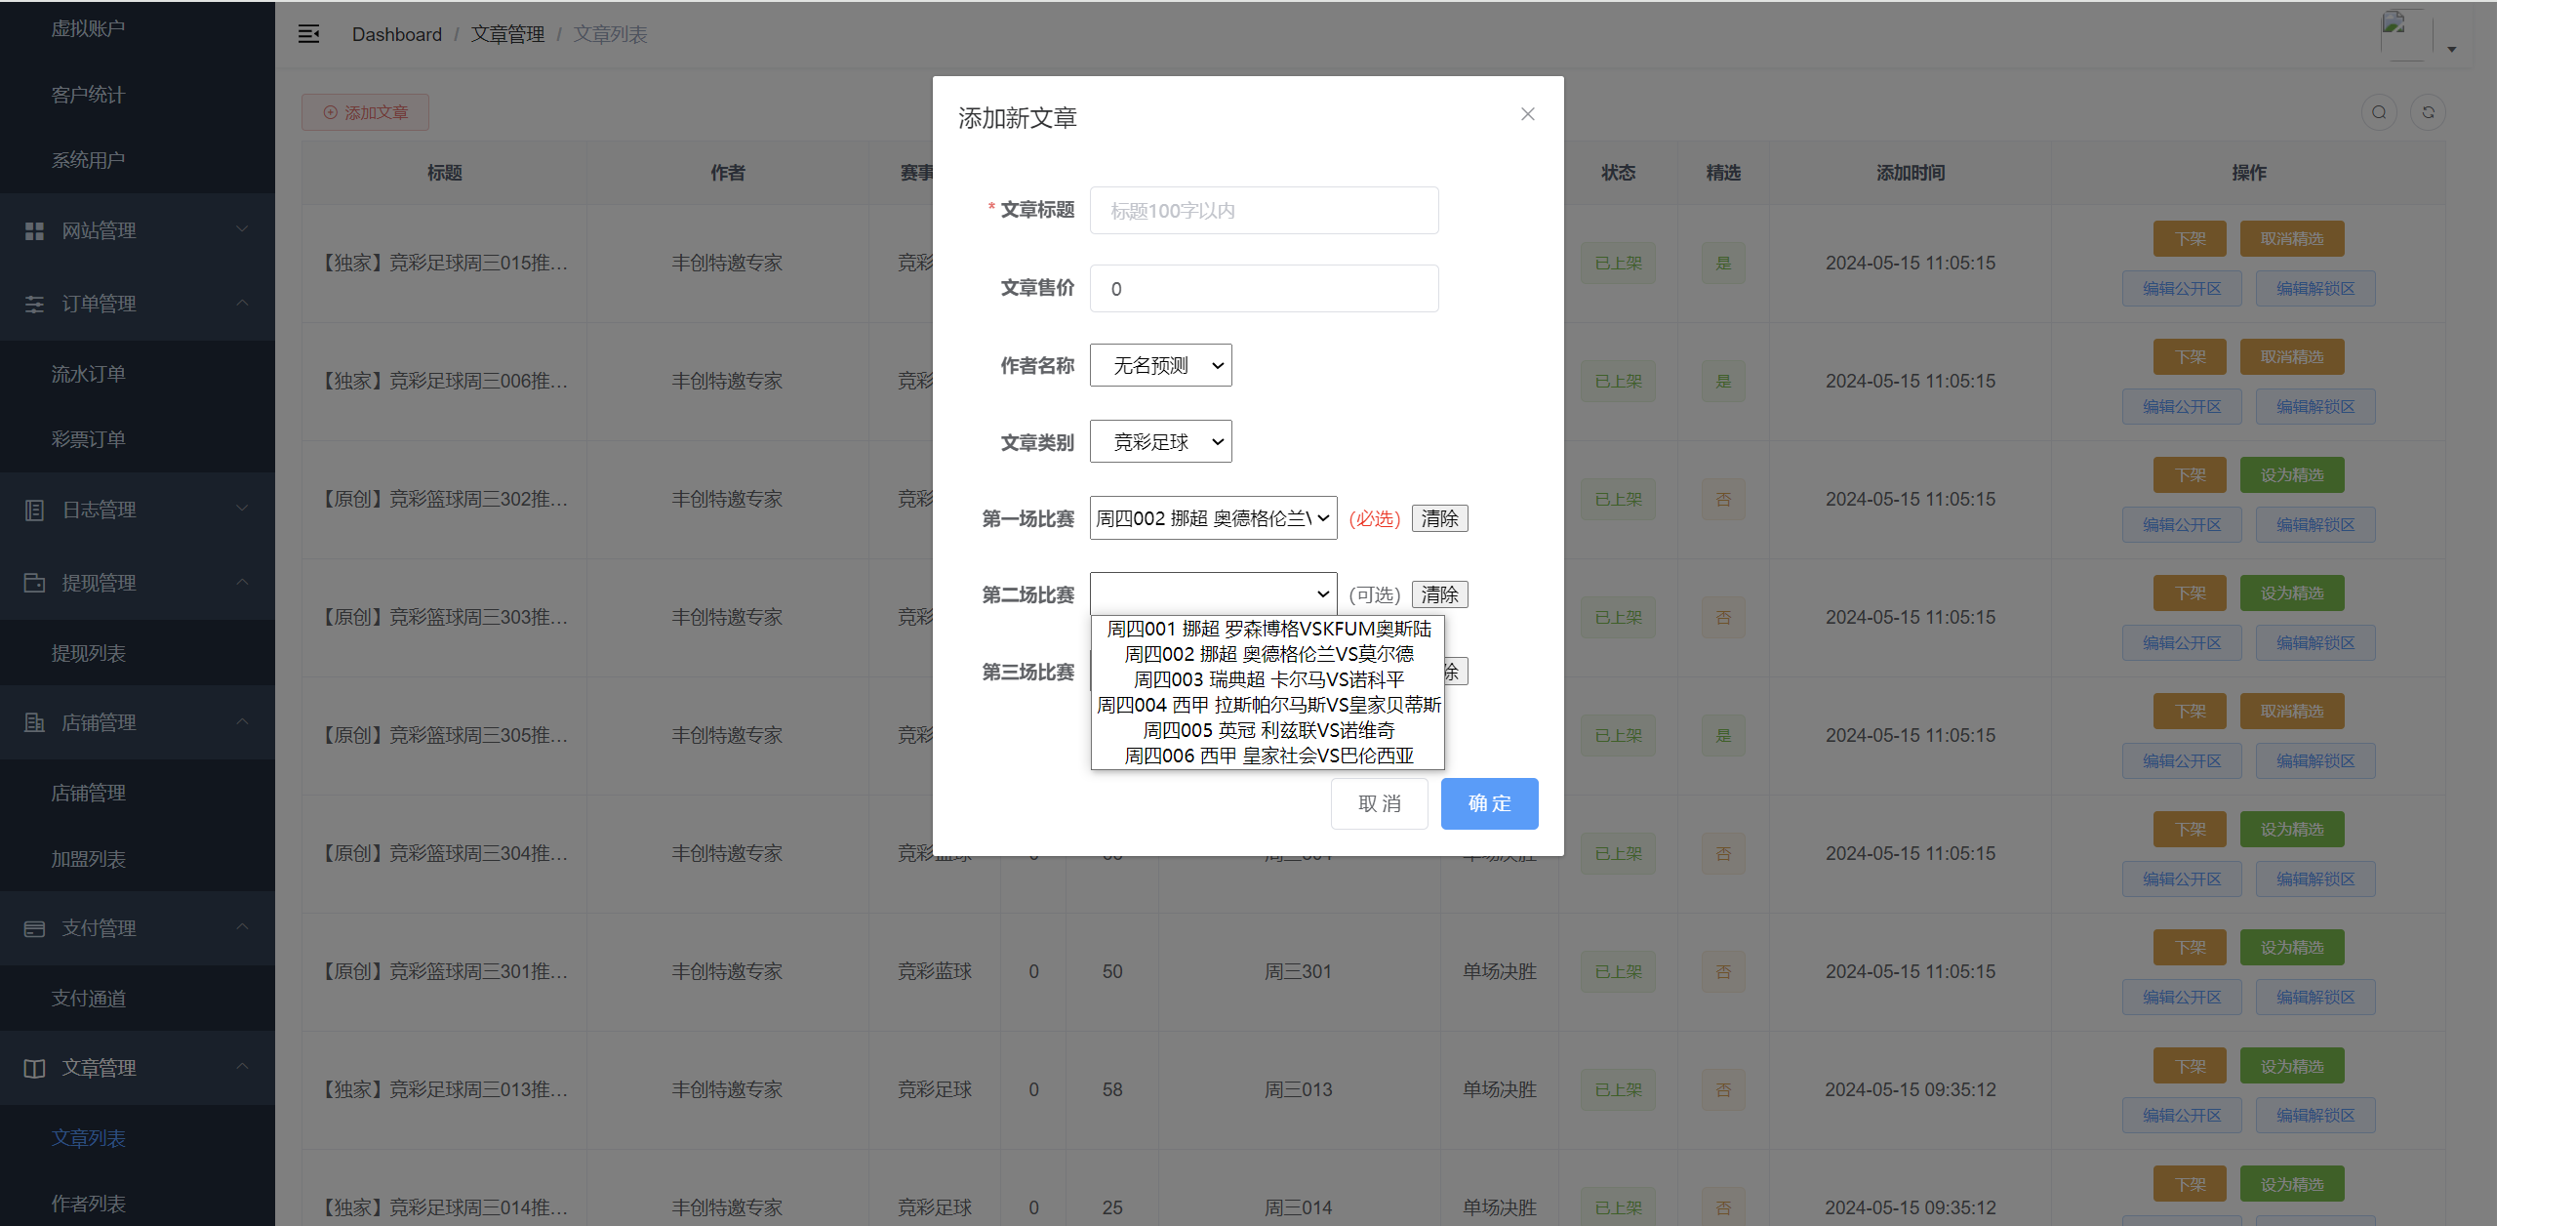 虚拟账户
客户统计
系统用户
网站管理
订单管理
流水订单
彩票订单
日志管理
提现管理
提现列表
店铺管理
店铺管理
加盟列表
支付管理
支付通道
文章管理
文章列表
作者列表
Dashboard / 文章管理 / 文章列表
添加文章
标题 作者 赛事 状态 精选 添加时间 操作
【独家】竞彩足球周三015推... 丰创特邀专家 竞彩 已上架 是 2024-05-15 11:05:15 下架 取消精选
编辑公开区 编辑解锁区
【独家】竞彩足球周三006推... 丰创特邀专家 竞彩 已上架 是 2024-05-15 11:05:15 下架 取消精选
编辑公开区 编辑解锁区
【原创】竞彩篮球周三302推... 丰创特邀专家 竞彩 已上架 否 2024-05-15 11:05:15 下架 设为精选
编辑公开区 编辑解锁区
【原创】竞彩篮球周三303推... 丰创特邀专家 竞彩 已上架 否 2024-05-15 11:05:15 下架 设为精选
编辑公开区 编辑解锁区
【原创】竞彩篮球周三305推... 丰创特邀专家 竞彩 已上架 是 2024-05-15 11:05:15 下架 取消精选
编辑公开区 编辑解锁区
【原创】竞彩篮球周三304推... 丰创特邀专家 竞彩 已上架 否 2024-05-15 11:05:15 下架 设为精选
编辑公开区 编辑解锁区
【原创】竞彩篮球周三301推... 丰创特邀专家 竞彩蓝球 0 50 周三301 单场决胜 已上架 否 2024-05-15 11:05:15 下架 设为精选
编辑公开区 编辑解锁区
【独家】竞彩足球周三013推... 丰创特邀专家 竞彩足球 0 58 周三013 单场决胜 已上架 否 2024-05-15 09:35:12 下架 设为精选
编辑公开区 编辑解锁区
【独家】竞彩足球周三014推... 丰创特邀专家 竞彩足球 0 25 周三014 单场决胜 已上架 否 2024-05-15 09:35:12 下架 设为精选
添加新文章
* 文章标题 标题100字以内
文章售价 0
作者名称 无名预测
文章类别 竞彩足球
第一场比赛 周四002 挪超 奥德格伦兰\ (必选) 清除
第二场比赛 (可选) 清除
第三场比赛 除
周四001 挪超 罗森博格VSKFUM奥斯陆
周四002 挪超 奥德格伦兰VS莫尔德
周四003 瑞典超 卡尔马VS诺科平
周四004 西甲 拉斯帕尔马斯VS皇家贝蒂斯
周四005 英冠 利兹联VS诺维奇
周四006 西甲 皇家社会VS巴伦西亚
取 消 确 定